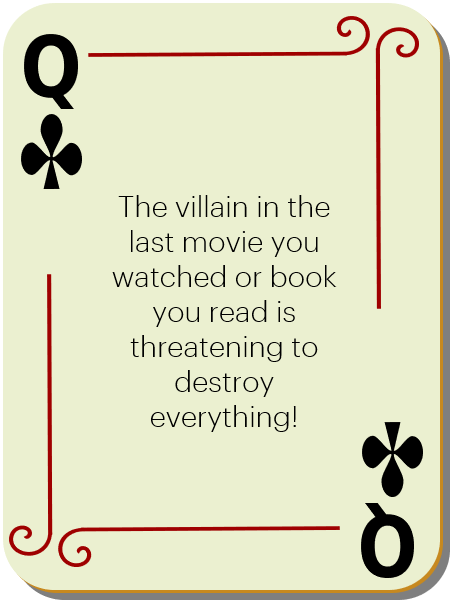 Q
The villain in the
last movie you
watched or book
you read is
threatening to
destroy
everything!
Q